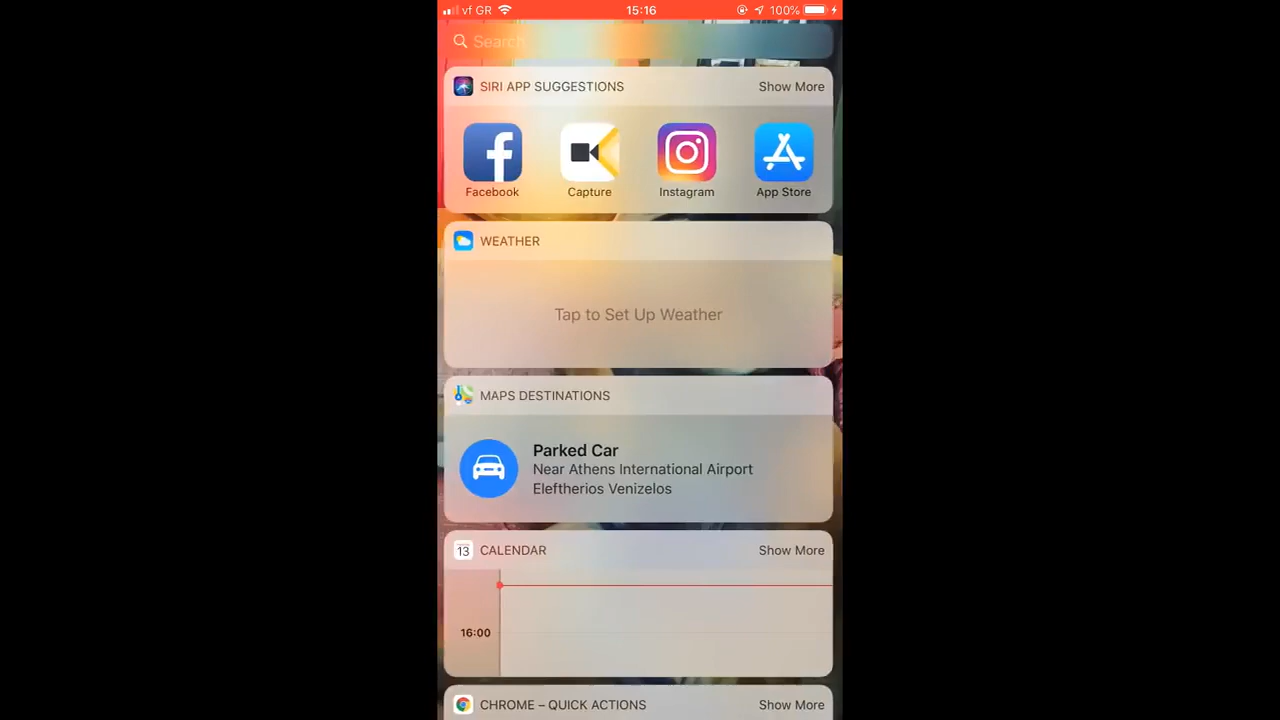 vf GR 15:16 100%
Search
SIRI APP SUGGESTIONS Show More
Facebook Capture Instagram App Store
WEATHER
Tap to Set Up Weather
MAPS DESTINATIONS
Parked Car
Near Athens International Airport
Eleftherios Venizelos
13 CALENDAR Show More
16:00
CHROME – QUICK ACTIONS Show More